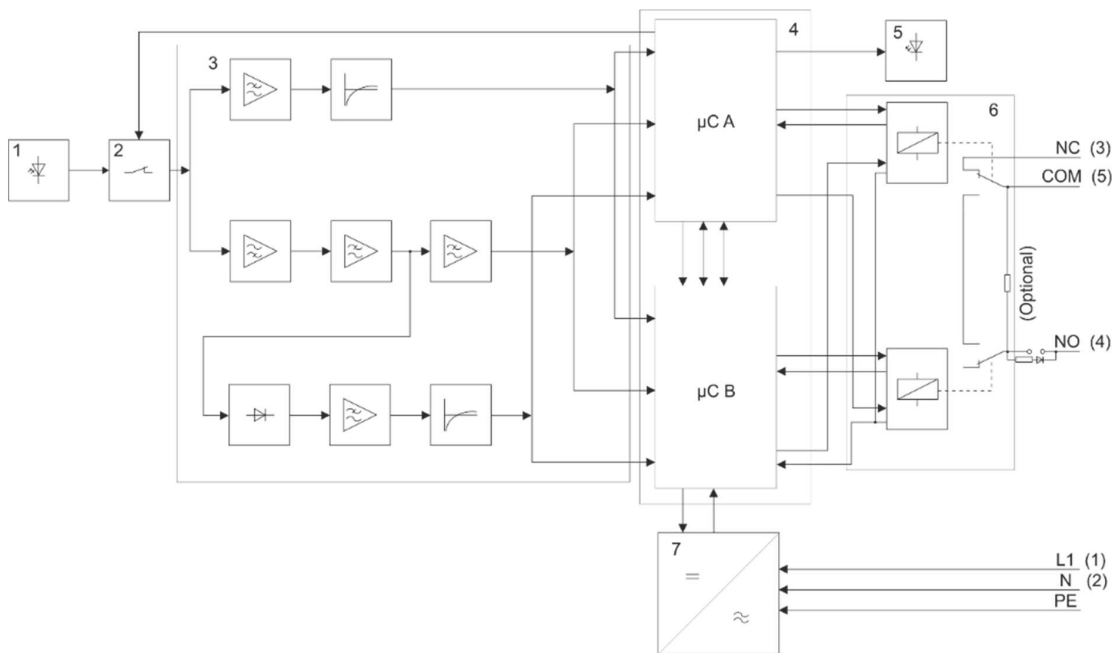 1
2
3
4
5
6
7
µC A
µC B
NC (3)
COM (5)
(Optional)
NO (4)
L1 (1)
N (2)
PE